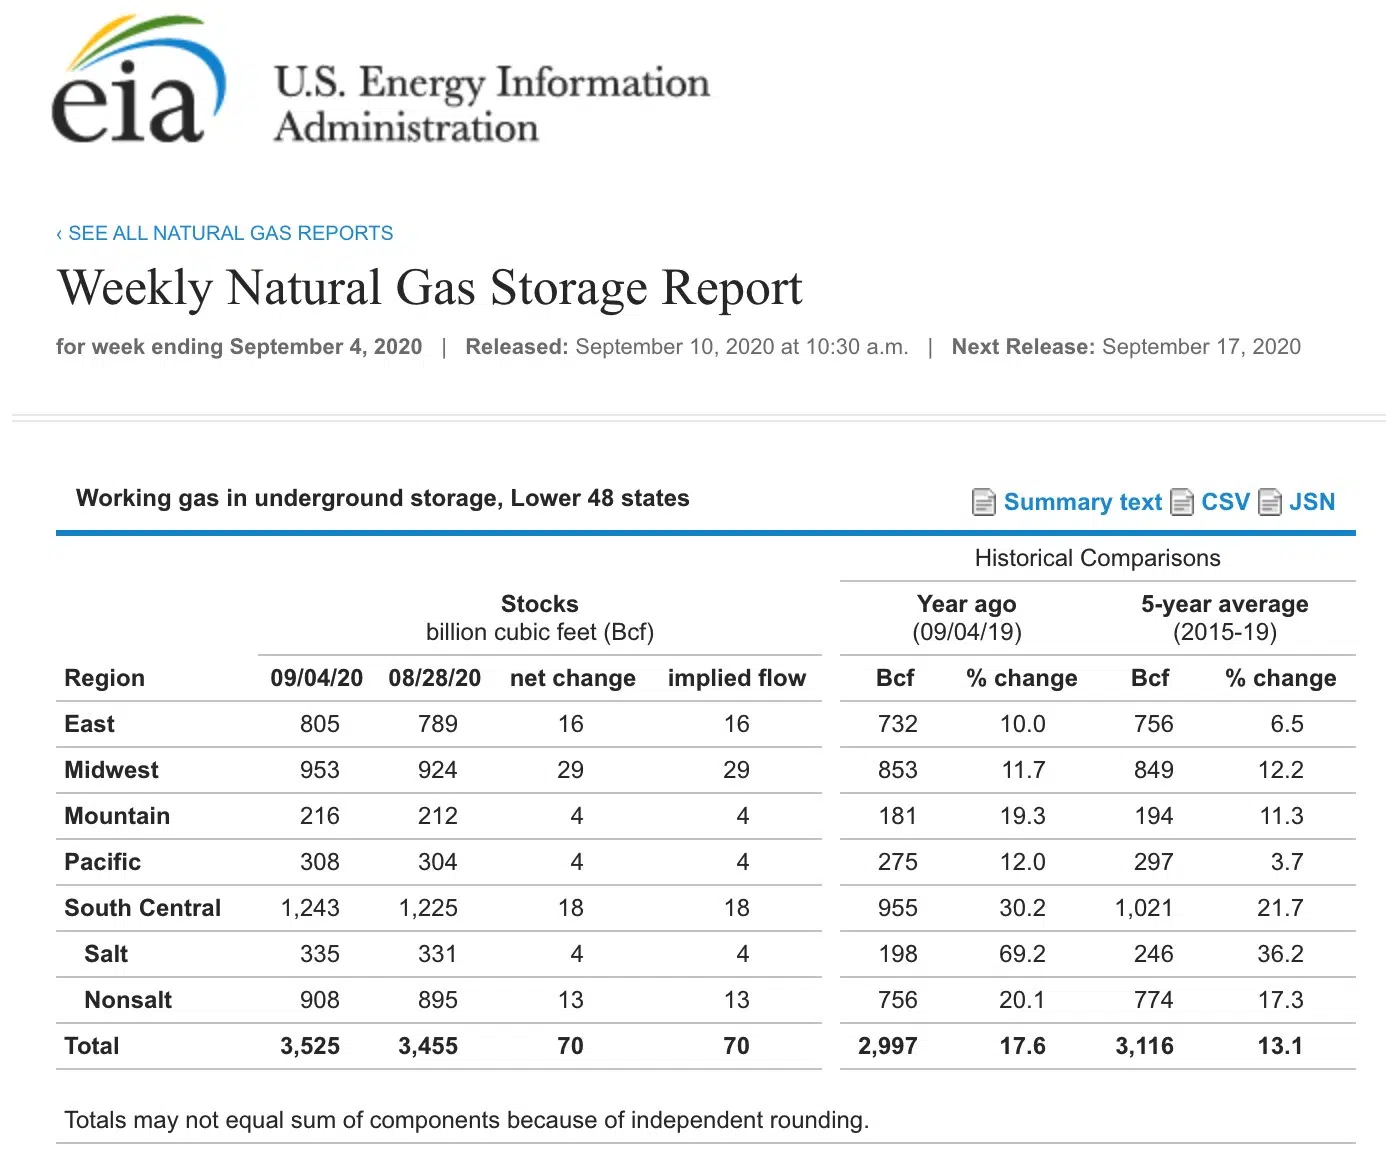 eia
U.S. Energy Information
Administration
‹ SEE ALL NATURAL GAS REPORTS
Weekly Natural Gas Storage Report
for week ending September 4, 2020 | Released: September 10, 2020 at 10:30 a.m. | Next Release: September 17, 2020
Working gas in underground storage, Lower 48 states Summary text CSV JSN
Historical Comparisons
Stocks Year ago 5-year average
billion cubic feet (Bcf) (09/04/19) (2015-19)
Region 09/04/20 08/28/20 net change implied flow Bcf % change Bcf % change
East 805 789 16 16 732 10.0 756 6.5
Midwest 953 924 29 29 853 11.7 849 12.2
Mountain 216 212 4 4 181 19.3 194 11.3
Pacific 308 304 4 4 275 12.0 297 3.7
South Central 1,243 1,225 18 18 955 30.2 1,021 21.7
Salt 335 331 4 4 198 69.2 246 36.2
Nonsalt 908 895 13 13 756 20.1 774 17.3
Total 3,525 3,455 70 70 2,997 17.6 3,116 13.1
Totals may not equal sum of components because of independent rounding.